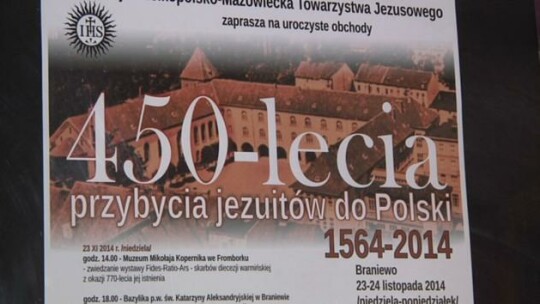 IHS
Wielkopolsko-Mazowiecka Towarzystwa Jezusowego
zaprasza na uroczyste obchody
450-lecia
przybycia jezuitów do Polski
1564-2014
23 XI 2014 r. /niedziela/
godz. 14.00 - Muzeum Mikołaja Kopernika we Fromborku
- zwiedzanie wystawy Fides-Ratio-Ars - skarbów diecezji warmińskiej
z okazji 770-lecia jej istnienia
godz. 18.00 - Bazylika p.w. św. Katarzyny Aleksandryjskiej w Braniewie
Braniewo
23-24 listopada 2014
/niedziela-poniedziałek/